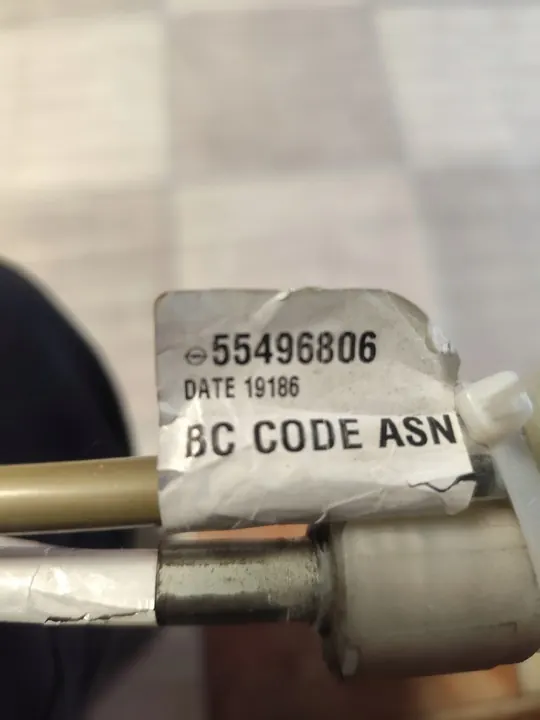 55496806
DATE 19186
BC CODE ASN